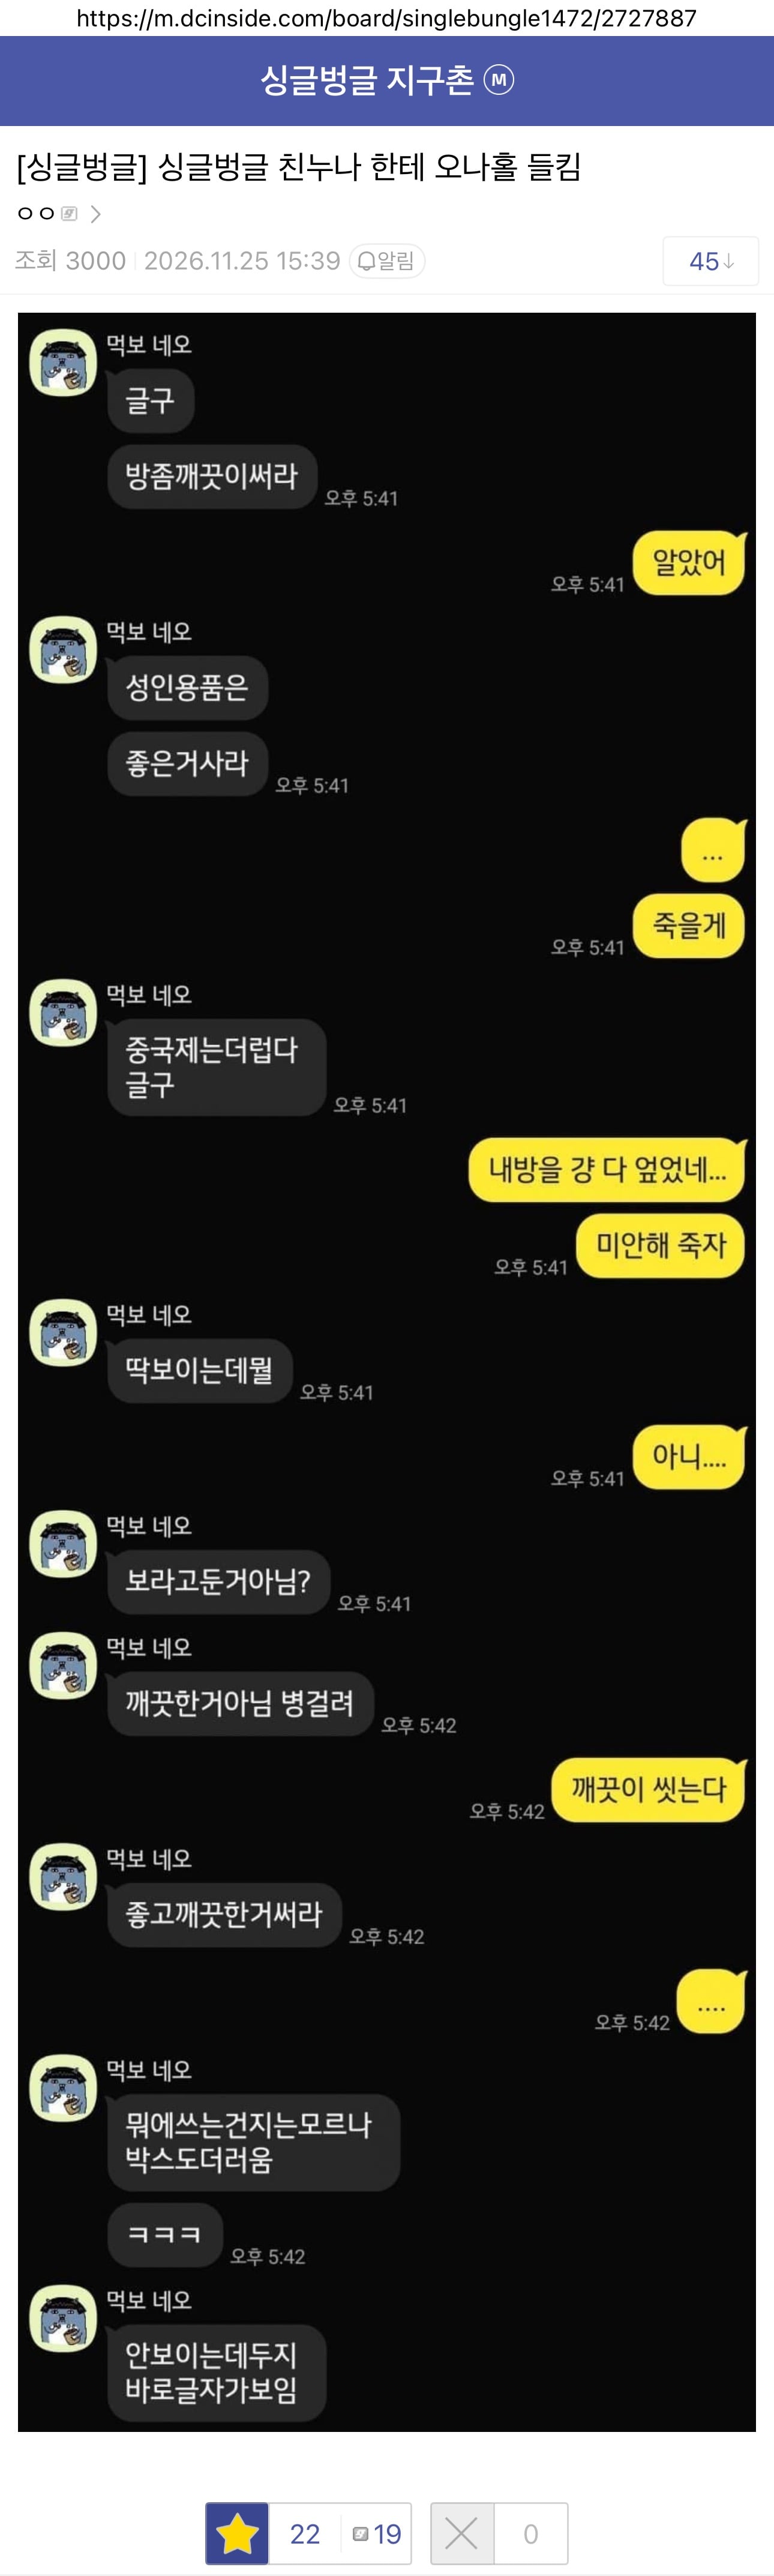 https://m.dcinside.com/board/singlebungle1472/2727887
싱글벙글 지구촌 M
[싱글벙글] 싱글벙글 친누나 한테 오나홀 들킴
ㅇㅇ
조회 3000 2026.11.25 15:39 알림 45↓
먹보 네오
글구
방좀깨끗이써라
오후 5:41
알았어
오후 5:41
먹보 네오
성인용품은
좋은거사라
오후 5:41
...
죽을게
오후 5:41
먹보 네오
중국제는더럽다
글구
오후 5:41
내방을 걍 다 엎었네...
미안해 죽자
오후 5:41
먹보 네오
딱보이는데뭘
오후 5:41
아니....
오후 5:41
먹보 네오
보라고둔거아님?
오후 5:41
먹보 네오
깨끗한거아님 병걸려
오후 5:42
깨끗이 씻는다
오후 5:42
먹보 네오
좋고깨끗한거써라
오후 5:42
....
오후 5:42
먹보 네오
뭐에쓰는건지는모르나
박스도더러움
ㅋㅋㅋ
오후 5:42
먹보 네오
안보이는데두지
바로글자가보임
22 19 0